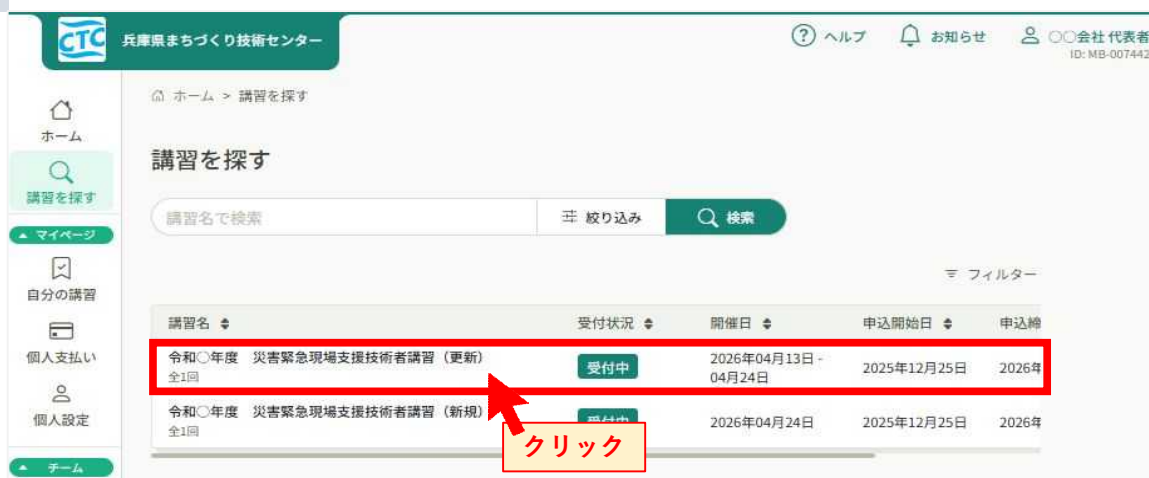 CTC 兵庫県まちづくり技術センター
ヘルプ お知らせ ○○会社 代表者
ID: MB-007442
ホーム > 講習を探す
ホーム
講習を探す
講習を探す
講習名で検索 絞り込み 検索
マイページ
自分の講習
フィルター
講習名 受付状況 開催日 申込開始日 申込締
個人支払い
令和○年度 災害緊急現場支援技術者講習（更新） 受付中 2026年04月13日 - 04月24日 2025年12月25日 2026年
全1回
個人設定
令和○年度 災害緊急現場支援技術者講習（新規） 受付中 2026年04月24日 2025年12月25日 2026年
全1回
クリック
チーム